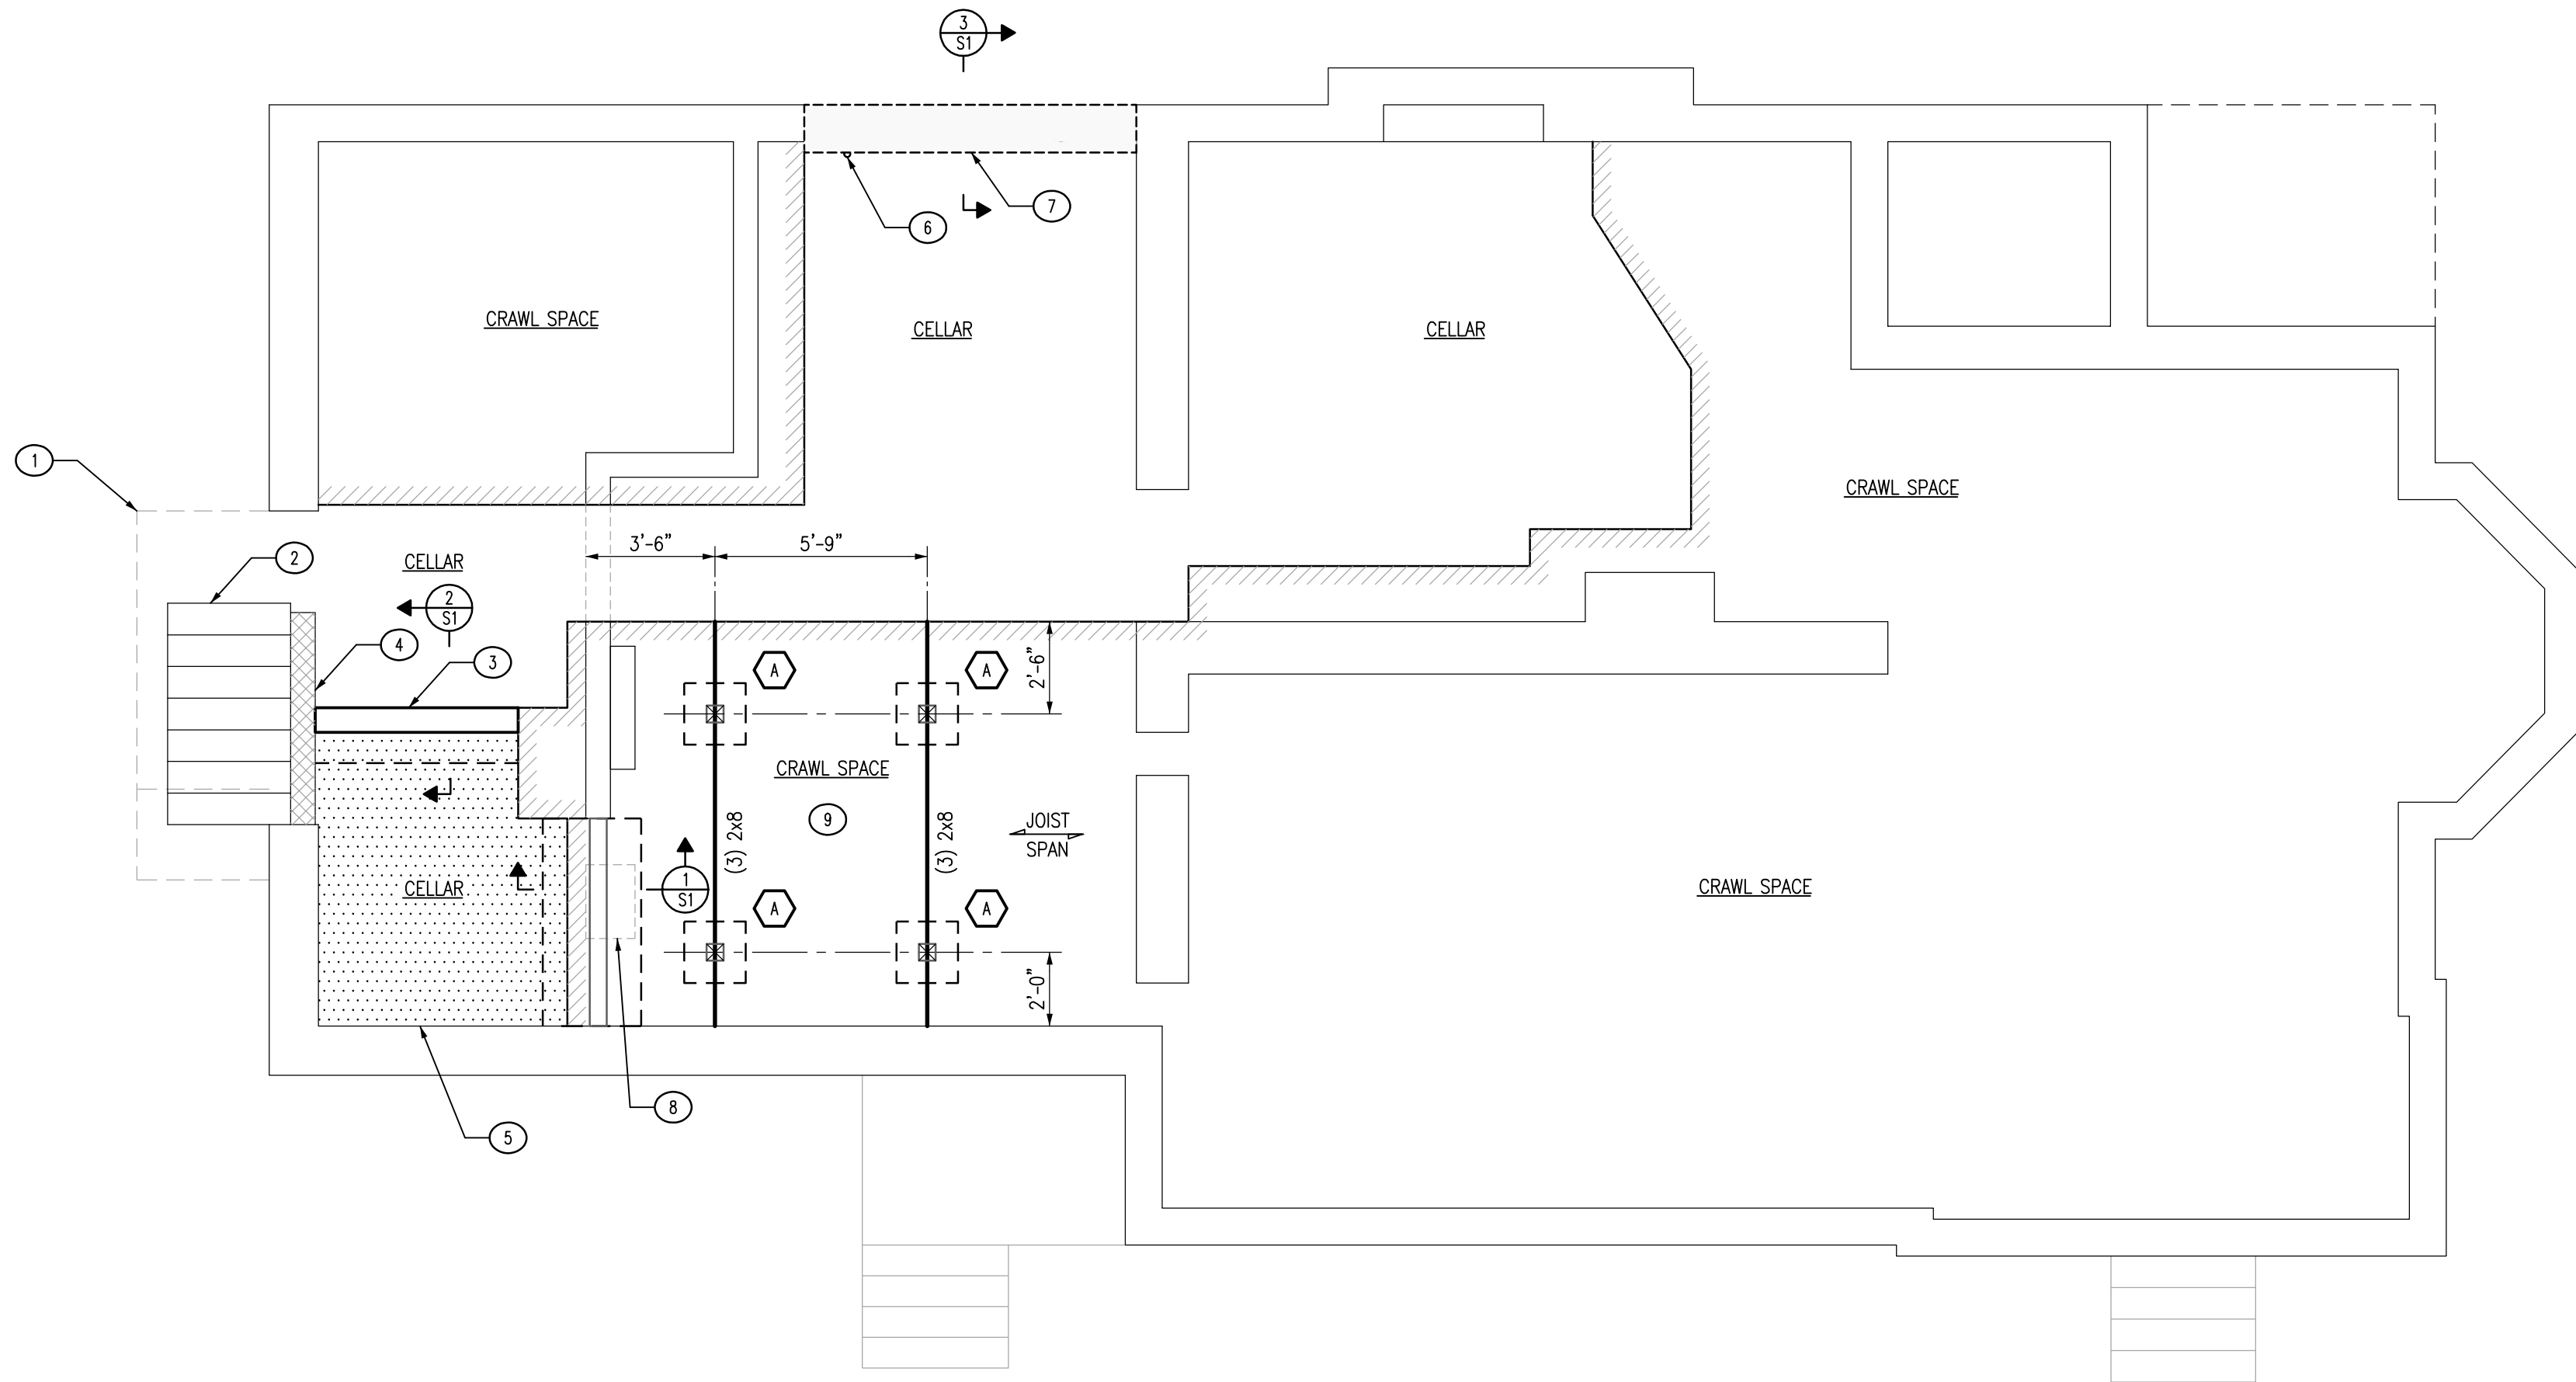 3
S1
6
7
CRAWL SPACE
CELLAR
CELLAR
1
CRAWL SPACE
2
3'-6"
5'-9"
CELLAR
2
S1
4
3
A
A
2'-6"
CRAWL SPACE
9
(3) 2x8
(3) 2x8
JOIST
SPAN
CELLAR
1
S1
CRAWL SPACE
A
A
2'-0"
8
5